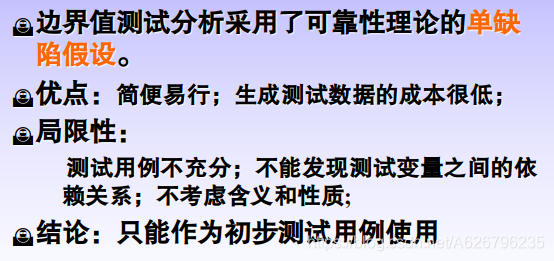 边界值测试分析采用了可靠性理论的单缺
陷假设。
优点：简便易行；生成测试数据的成本很低；
局限性：
测试用例不充分；不能发现测试变量之间的依
赖关系；不考虑含义和性质;
结论：只能作为初步测试用例使用
https://blog.csdn.net/A626796235